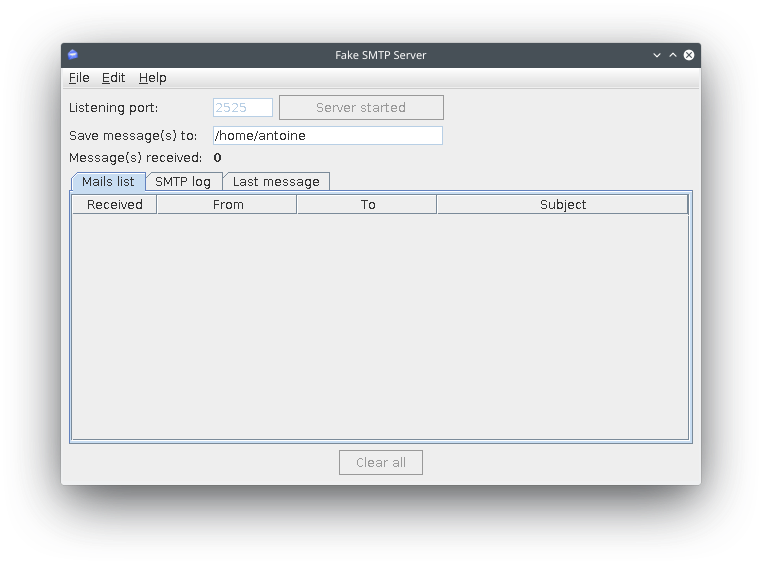 Fake SMTP Server
File Edit Help
Listening port: 2525 Server started
Save message(s) to: /home/antoine
Message(s) received: 0
Mails list SMTP log Last message
Received From To Subject
Clear all